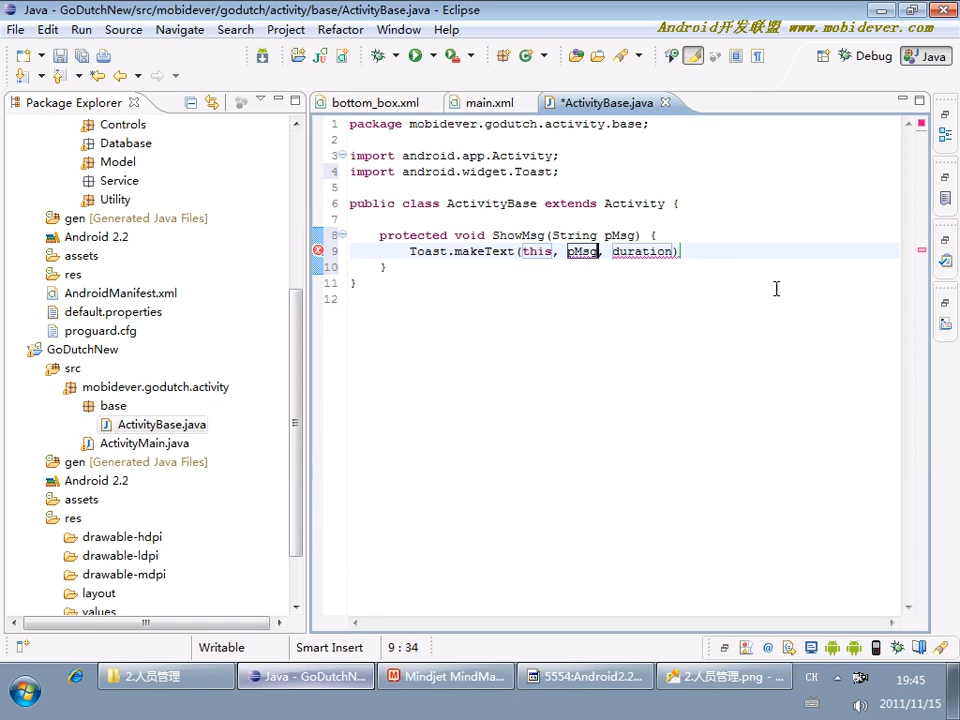 GoDutchNew/src/mobidever/godutch/activity/base/ActivityBase.java - Eclipse
File Edit Run Source Navigate Search Project Refactor Window Help
Android开发联盟 www.mobidever.com
Debug Java
Package Explorer
bottom_box.xml main.xml *ActivityBase.java
Controls
Database
Model
Service
Utility
gen [Generated Java Files]
Android 2.2
assets
res
AndroidManifest.xml
default.properties
proguard.cfg
GoDutchNew
src
mobidever.godutch.activity
base
ActivityBase.java
ActivityMain.java
gen [Generated Java Files]
Android 2.2
assets
res
drawable-hdpi
drawable-ldpi
drawable-mdpi
layout
values
1 package mobidever.godutch.activity.base;
2
3 import android.app.Activity;
4 import android.widget.Toast;
5
6 public class ActivityBase extends Activity {
7
8 protected void ShowMsg(String pMsg) {
9 Toast.makeText(this, pMsg, duration)
10 }
11 }
12
Writable Smart Insert 9 : 34
2.人员管理 Java - GoDutchN... Mindjet MindMa... 5554:Android2.2... 2.人员管理.png - ... CH 19:45
2011/11/15